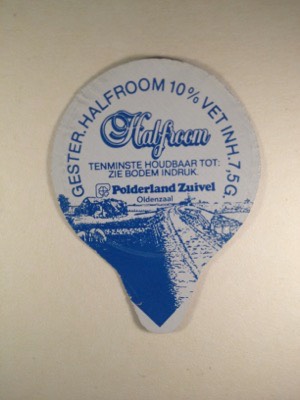 GESTER. HALFROOM 10% VET INH. 7,5G
Halfroom
TENMINSTE HOUDBAAR TOT:
ZIE BODEM INDRUK.
Polderland Zuivel
Oldenzaal